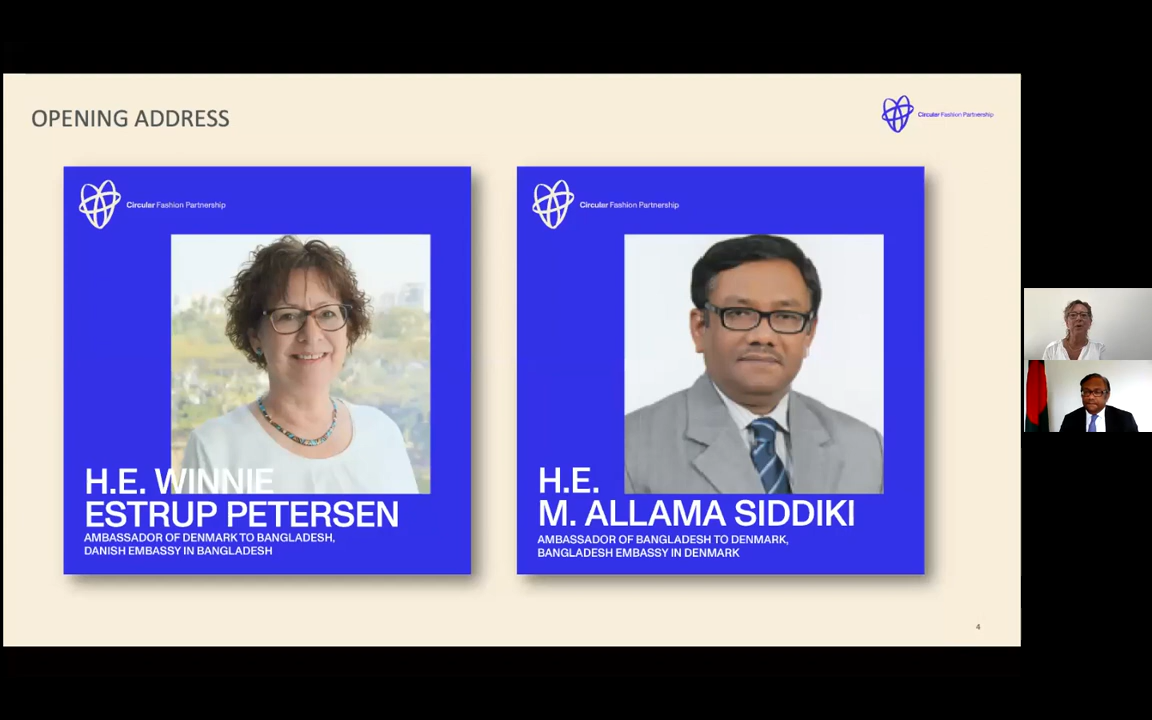 OPENING ADDRESS
Circular Fashion Partnership
Circular Fashion Partnership
H.E. WINNIE
ESTRUP PETERSEN
AMBASSADOR OF DENMARK TO BANGLADESH,
DANISH EMBASSY IN BANGLADESH
Circular Fashion Partnership
H.E.
M. ALLAMA SIDDIKI
AMBASSADOR OF BANGLADESH TO DENMARK,
BANGLADESH EMBASSY IN DENMARK
4